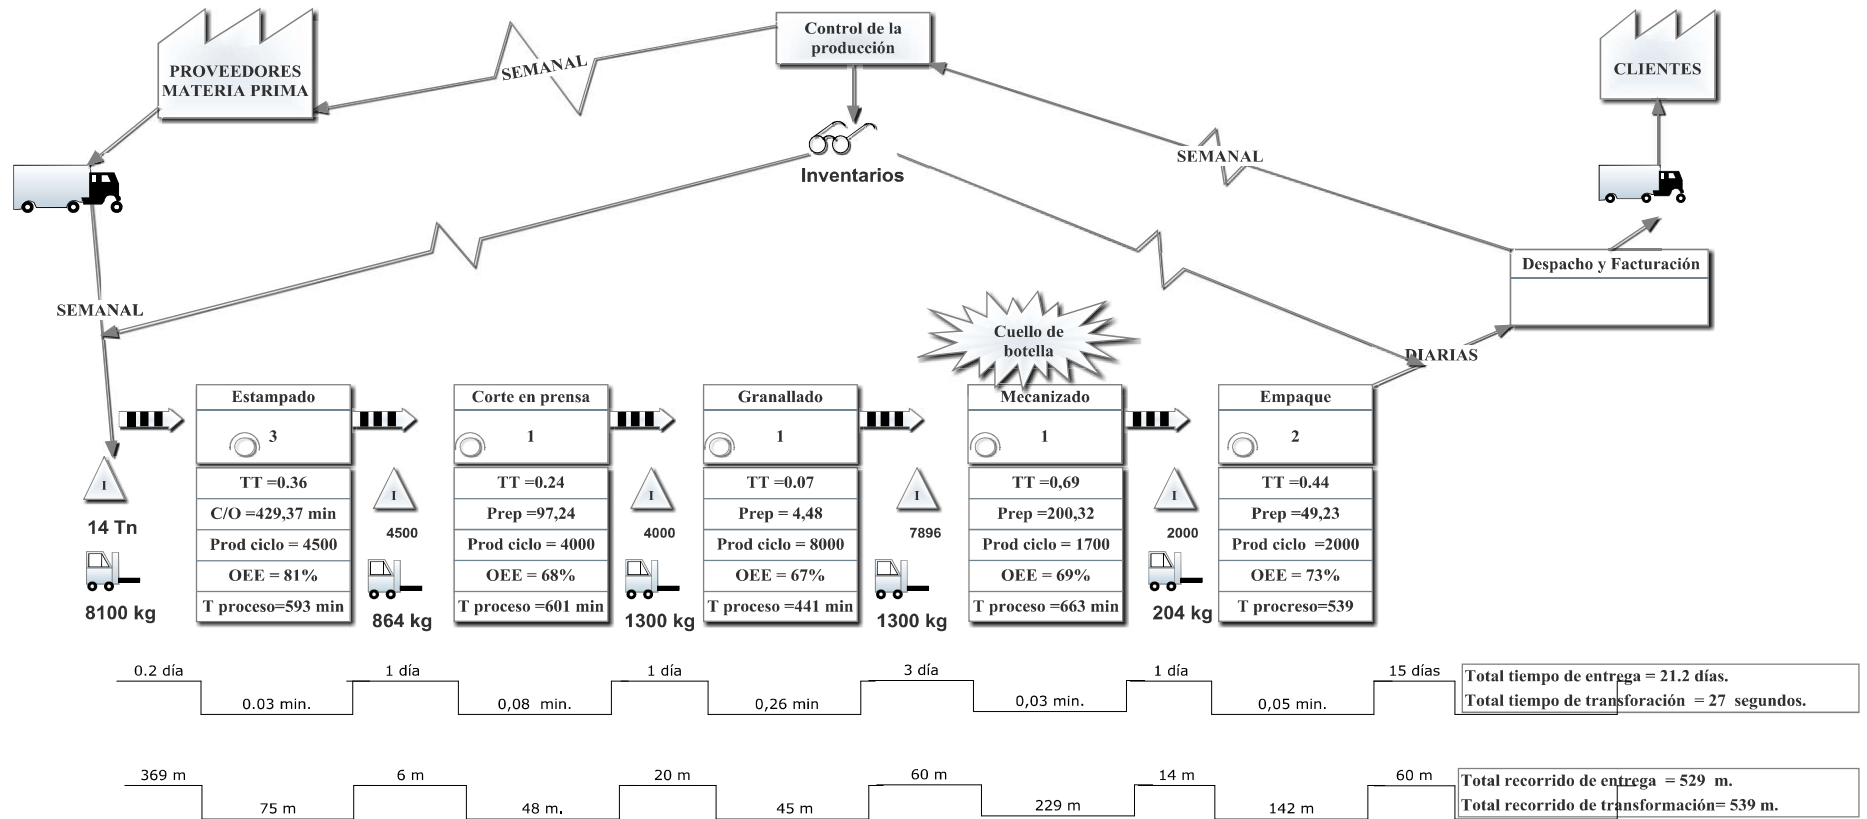 Control de la
producción
PROVEEDORES
MATERIA PRIMA
SEMANAL
CLIENTES
SEMANAL
Inventarios
Despacho y Facturación
SEMANAL
Cuello de
botella
DIARIAS
Estampado
3
TT =0.36
C/O =429,37 min
Prod ciclo = 4500
OEE = 81%
T proceso=593 min
Corte en prensa
1
TT =0.24
Prep =97,24
Prod ciclo = 4000
OEE = 68%
T proceso =601 min
Granallado
1
TT =0.07
Prep = 4,48
Prod ciclo = 8000
OEE = 67%
T proceso =441 min
Mecanizado
1
TT =0,69
Prep =200,32
Prod ciclo = 1700
OEE = 69%
T proceso =663 min
Empaque
2
TT =0.44
Prep =49,23
Prod ciclo =2000
OEE = 73%
T procreso=539
I
14 Tn
8100 kg
I
4500
864 kg
I
4000
1300 kg
I
7896
1300 kg
I
2000
204 kg
0.2 día
0.03 min.
1 día
0,08 min.
1 día
0,26 min
3 día
0,03 min.
1 día
0,05 min.
15 días
Total tiempo de entrega = 21.2 días.
Total tiempo de transforación = 27 segundos.
369 m
75 m
6 m
48 m.
20 m
45 m
60 m
229 m
14 m
142 m
60 m
Total recorrido de entrega = 529 m.
Total recorrido de transformación= 539 m.